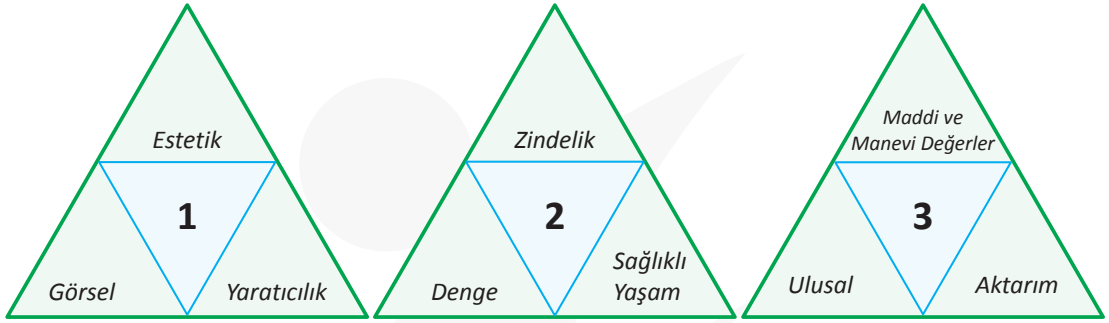 Estetik
1
Görsel
Yaratıcılık
Zindelik
2
Denge
Sağlıklı
Yaşam
Maddi ve
Manevi Değerler
3
Ulusal
Aktarım